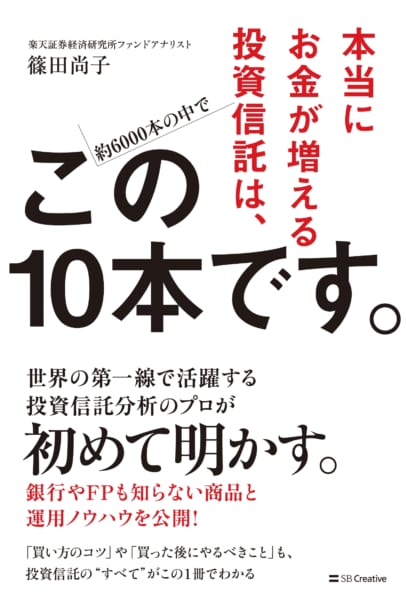 楽天証券経済研究所ファンドアナリスト
篠田尚子
本当に
お金が増える
投資信託は、
約6000本の中で
この
10本です。
世界の第一線で活躍する
投資信託分析のプロが
初めて明かす。
銀行やFPも知らない商品と
運用ノウハウを公開!
「買い方のコツ」や「買った後にやるべきこと」も、
投資信託の“すべて”がこの1冊でわかる
SB Creative